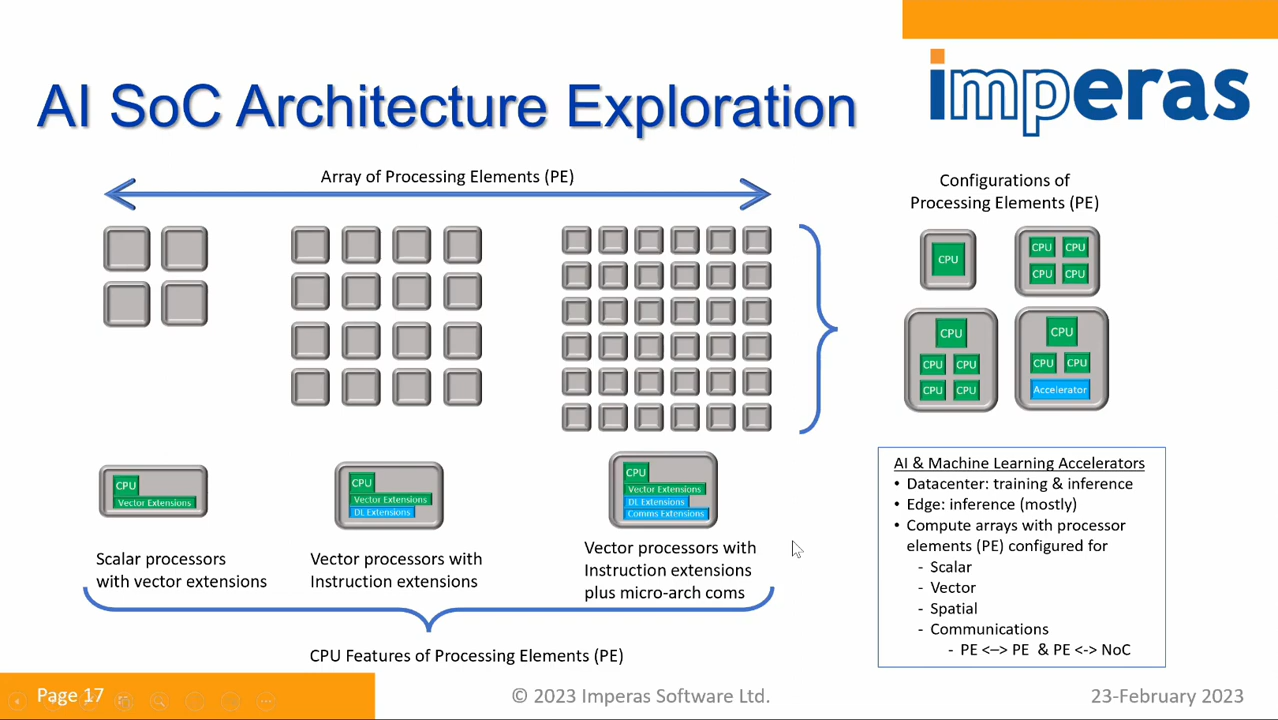 imperas
AI SoC Architecture Exploration
Array of Processing Elements (PE)
Configurations of
Processing Elements (PE)
CPU
CPU CPU
CPU CPU
CPU
CPU CPU
CPU CPU
CPU
CPU CPU
Accelerator
CPU
Vector Extensions
CPU
Vector Extensions
DL Extensions
CPU
Vector Extensions
DL Extensions
Comms Extensions
Scalar processors
with vector extensions
Vector processors with
Instruction extensions
Vector processors with
Instruction extensions
plus micro-arch coms
CPU Features of Processing Elements (PE)
AI & Machine Learning Accelerators
• Datacenter: training & inference
• Edge: inference (mostly)
• Compute arrays with processor
elements (PE) configured for
- Scalar
- Vector
- Spatial
- Communications
- PE <–> PE & PE <-> NoC
Page 17
© 2023 Imperas Software Ltd.
23-February 2023